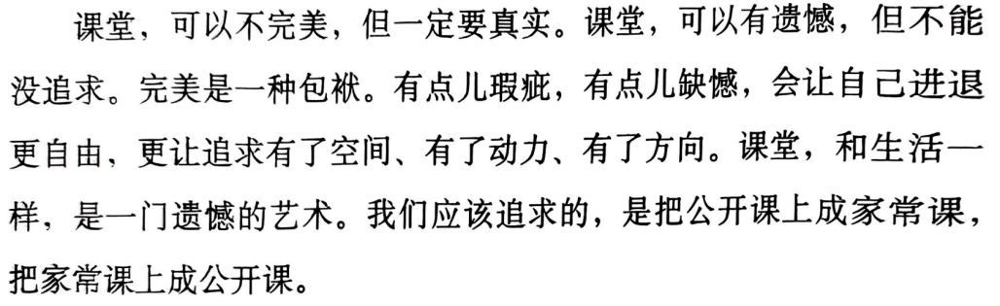 课堂，可以不完美，但一定要真实。课堂，可以有遗憾，但不能
没追求。完美是一种包袱。有点儿瑕疵，有点儿缺憾，会让自己进退
更自由，更让追求有了空间、有了动力、有了方向。课堂，和生活一
样，是一门遗憾的艺术。我们应该追求的，是把公开课上成家常课，
把家常课上成公开课。